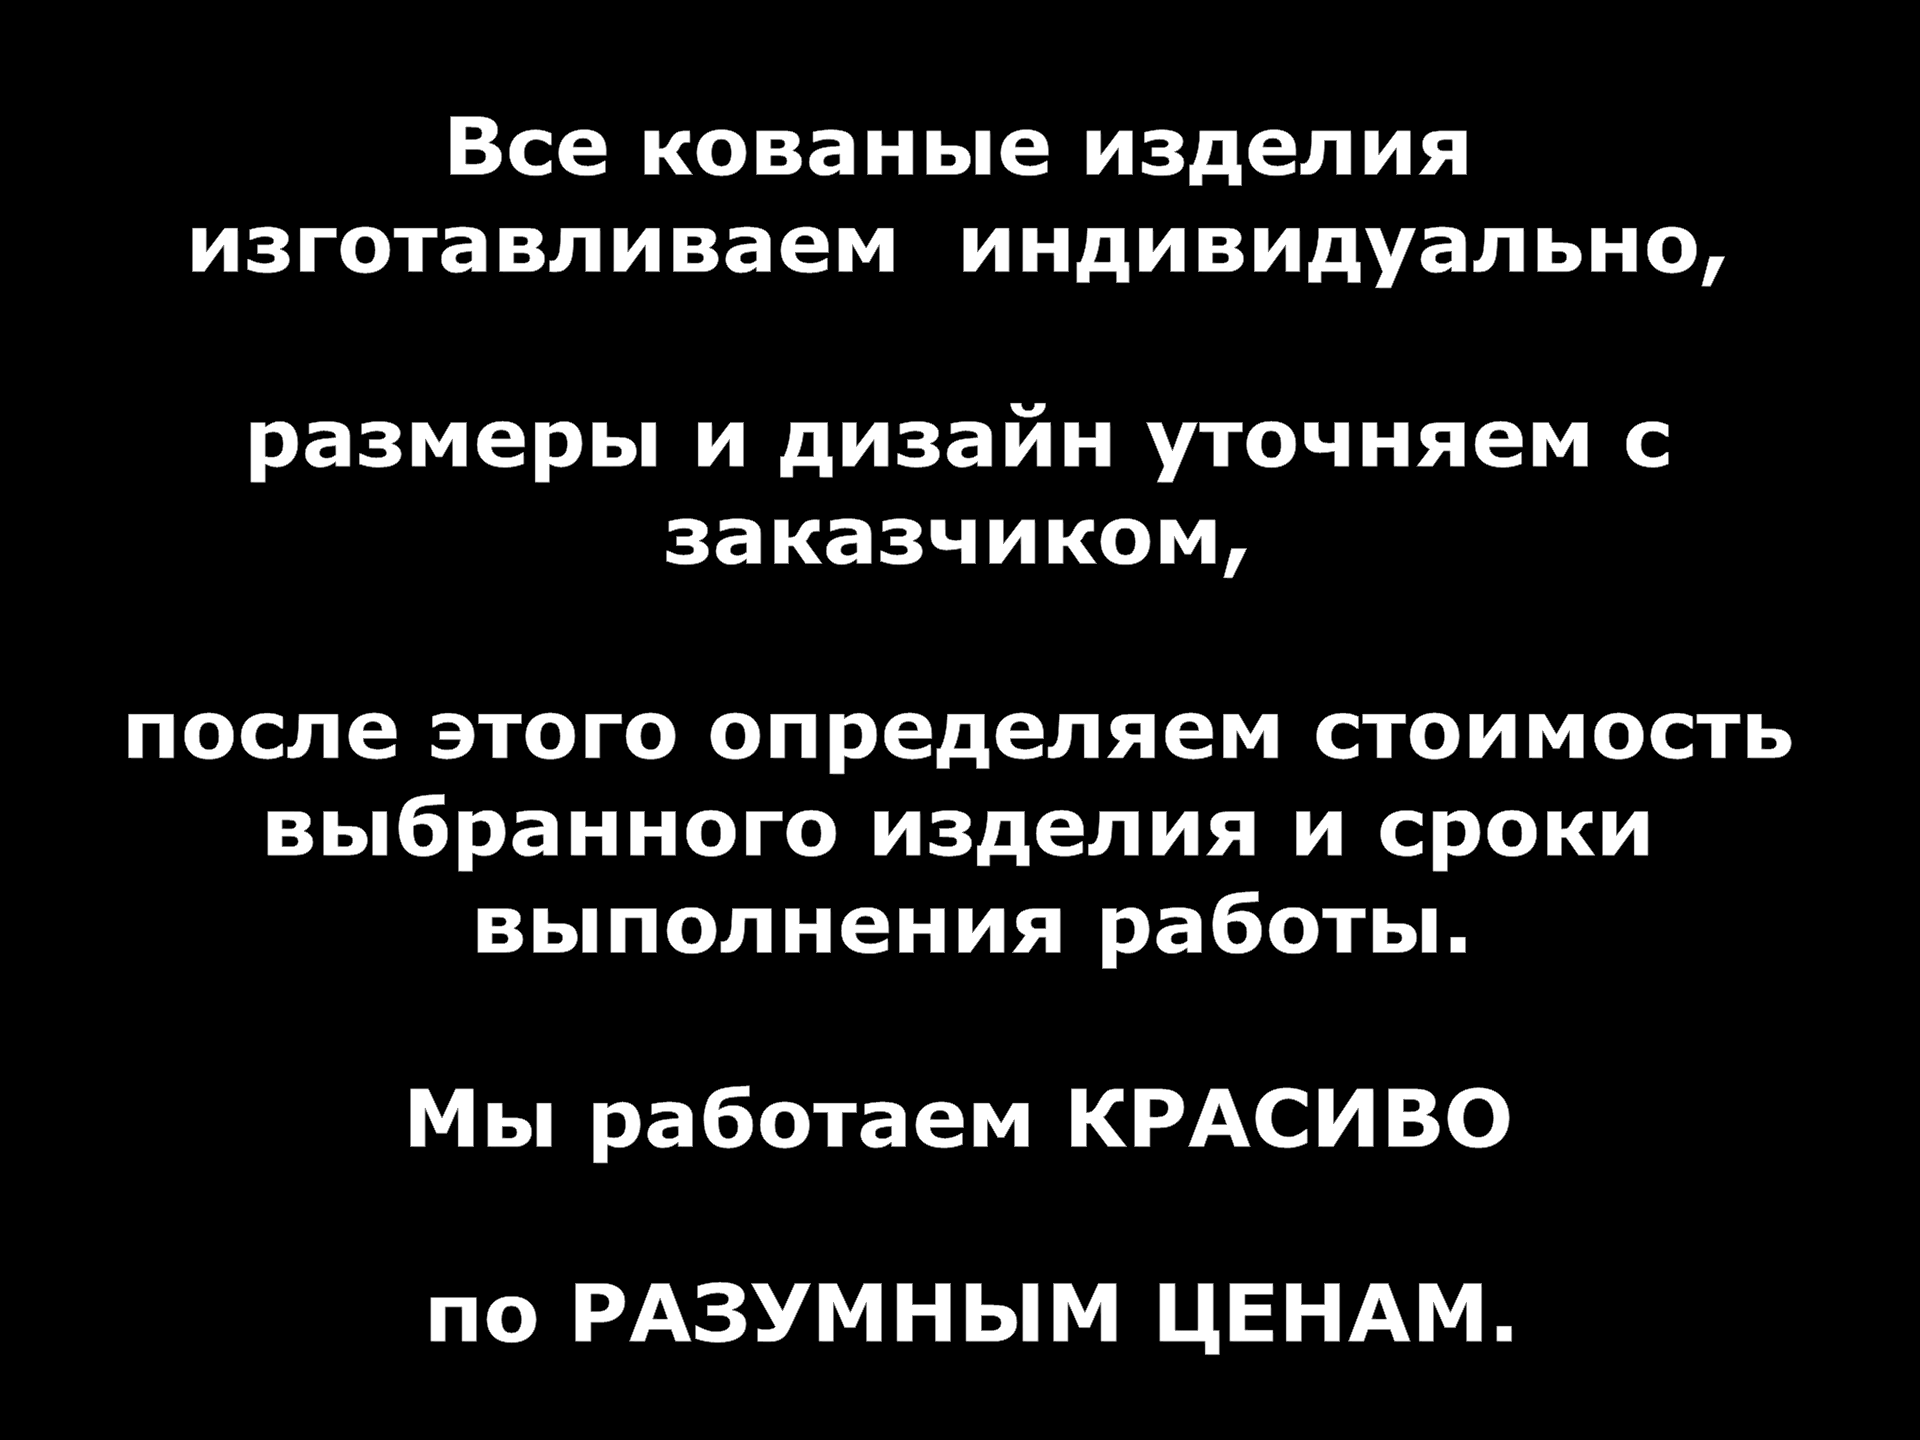 Все кованые изделия
изготавливаем  индивидуально,
размеры и дизайн уточняем с
заказчиком,
после этого определяем стоимость
выбранного изделия и сроки
выполнения работы.
Мы работаем КРАСИВО
по РАЗУМНЫМ ЦЕНАМ.